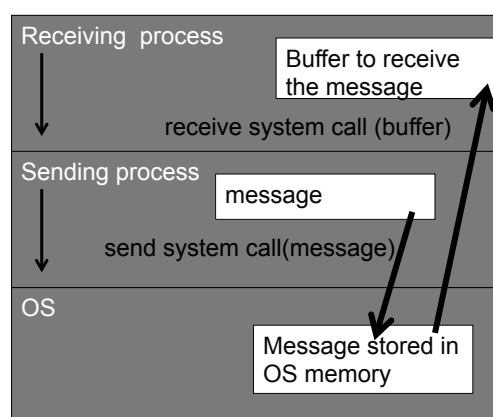 Receiving process
Buffer to receive
the message
receive system call (buffer)
Sending process
message
send system call(message)
OS
Message stored in
OS memory